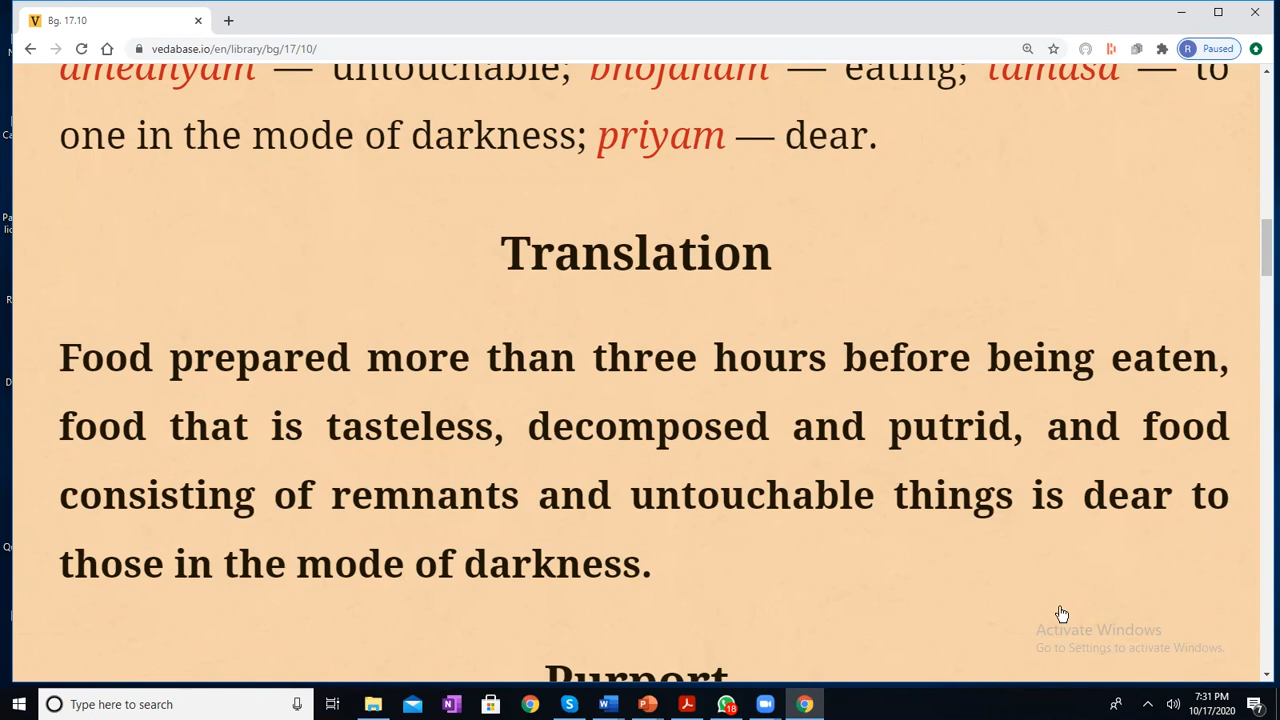 Bg. 17.10
vedabase.io/en/library/bg/17/10/
R Paused
amedhyam — untouchable; bhojanam — eating; tāmasa — to
one in the mode of darkness; priyam — dear.
Translation
Food prepared more than three hours before being eaten,
food that is tasteless, decomposed and putrid, and food
consisting of remnants and untouchable things is dear to
those in the mode of darkness.
Activate Windows
Go to Settings to activate Windows.
Purport
Type here to search
18
7:31 PM
10/17/2020
7